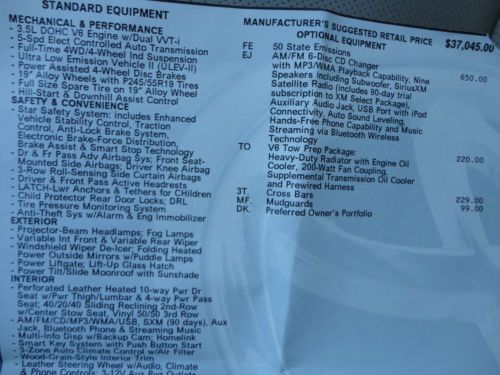 STANDARD EQUIPMENT
MECHANICAL & PERFORMANCE
- 3.5L DOHC V6 Engine w/Dual VVT-i
- 5-Spd Elect Controlled Auto Transmission
- Full-Time 4WD/4-Wheel Ind Suspension
- Ultra Low Emission Vehicle II (ULEV-II)
- Power Assisted 4-Wheel Disc Brakes
- 19" Alloy Wheels with P245/55R19 Tires
- Full Size Spare Tire on 19" Alloy Wheel
- Hill-Start & Downhill Assist Control
SAFETY & CONVENIENCE
- Star Safety System: includes Enhanced
Vehicle Stability Control, Traction
Control, Anti-Lock Brake System,
Electronic Brake-Force Distribution,
Brake Assist & Smart Stop Technology
- Dr & Fr Pass Adv Airbag Sys; Front Seat-
Mounted Side Airbags; Driver Knee Airbag
- 3-Row Roll-Sensing Side Curtain Airbags
- Driver & Front Pass Active Headrests
- LATCH-Lwr Anchors & Tethers for CHildren
- Child Protector Rear Door Locks; DRL
- Tire Pressure Monitoring System
- Anti-Theft Sys w/Alarm & Eng Immobilizer
EXTERIOR
- Projector-Beam Headlamps; Fog Lamps
- Variable Int Front & Variable Rear Wiper
- Windshield Wiper De-Icer; Folding Heated
Power Outside Mirrors w/Puddle Lamps
- Power Liftgate; Lift-Up Glass Hatch
- Power Tilt/Slide Moonroof with Sunshade
INTERIOR
- Perforated Leather Heated 10-way Pwr Dr
Seat w/Pwr Thigh/Lumbar & 4-way Pwr Pass
Seat; 40/20/40 Sliding Reclining 2nd-Row
w/Center Stow Seat, Vinyl 50/50 3rd Row
- AM/FM/CD/MP3/WMA/USB, SXM (90 days), Aux
Jack, Bluetooth Phone & Streaming Music
- Multi-Info Disp w/Backup Cam; Homelink
- Smart Key System with Push Button Start
- 3-Zone Auto Climate Control w/Air Filter
- Wood-Grain-Style Interior Trim
- Leather Steering Wheel w/Audio, Climate
& Phone Controls; 3-12V Aux Pwr Outlets
MANUFACTURER'S SUGGESTED RETAIL PRICE $37,045.00
OPTIONAL EQUIPMENT
FE 50 State Emissions
EJ AM/FM 6-Disc CD Changer
with MP3/WMA Playback Capability, Nine 650.00
Speakers including Subwoofer, SiriusXM
Satellite Radio (includes 90-day trial
subscription to XM Select Package),
Auxiliary Audio Jack, USB Port with iPod
Connectivity, Auto Sound Leveling,
Hands-Free Phone Capability and Music
Streaming via Bluetooth Wireless
Technology
TO V6 Tow Prep Package:
Heavy-Duty Radiator with Engine Oil 220.00
Cooler, 200-Watt Fan Coupling,
Supplemental Transmission Oil Cooler
and Prewired Harness
3T. Cross Bars 229.00
MF. Mudguards 99.00
DK. Preferred Owner's Portfolio